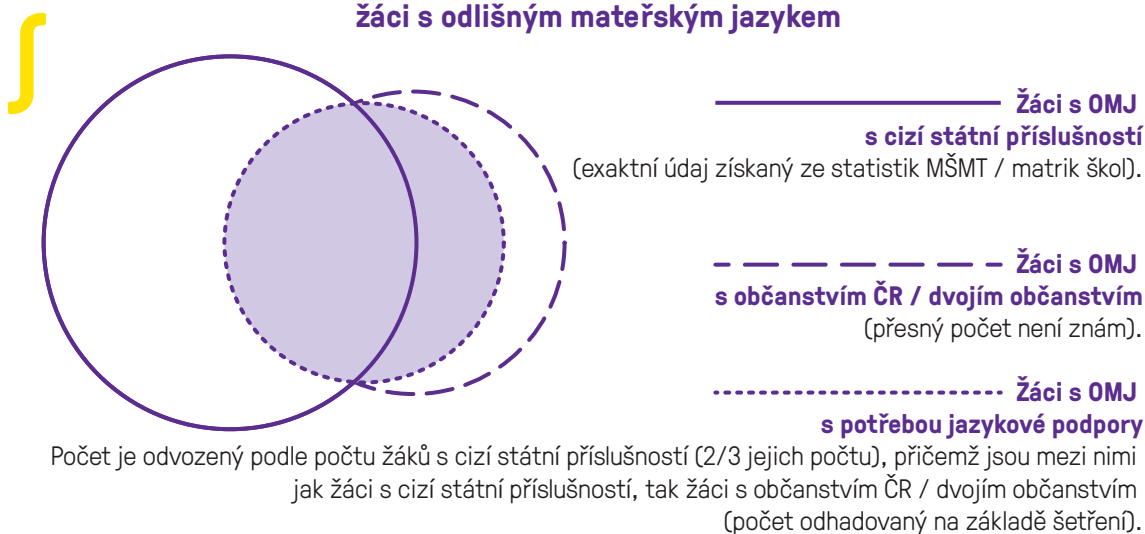 žáci s odlišným mateřským jazykem
Žáci s OMJ
s cizí státní příslušností
(exaktní údaj získaný ze statistik MŠMT / matrik škol).
Žáci s OMJ
s občanstvím ČR / dvojím občanstvím
(přesný počet není znám).
Žáci s OMJ
s potřebou jazykové podpory
Počet je odvozený podle počtu žáků s cizí státní příslušností (2/3 jejich počtu), přičemž jsou mezi nimi
jak žáci s cizí státní příslušností, tak žáci s občanstvím ČR / dvojím občanstvím
(počet odhadovaný na základě šetření).